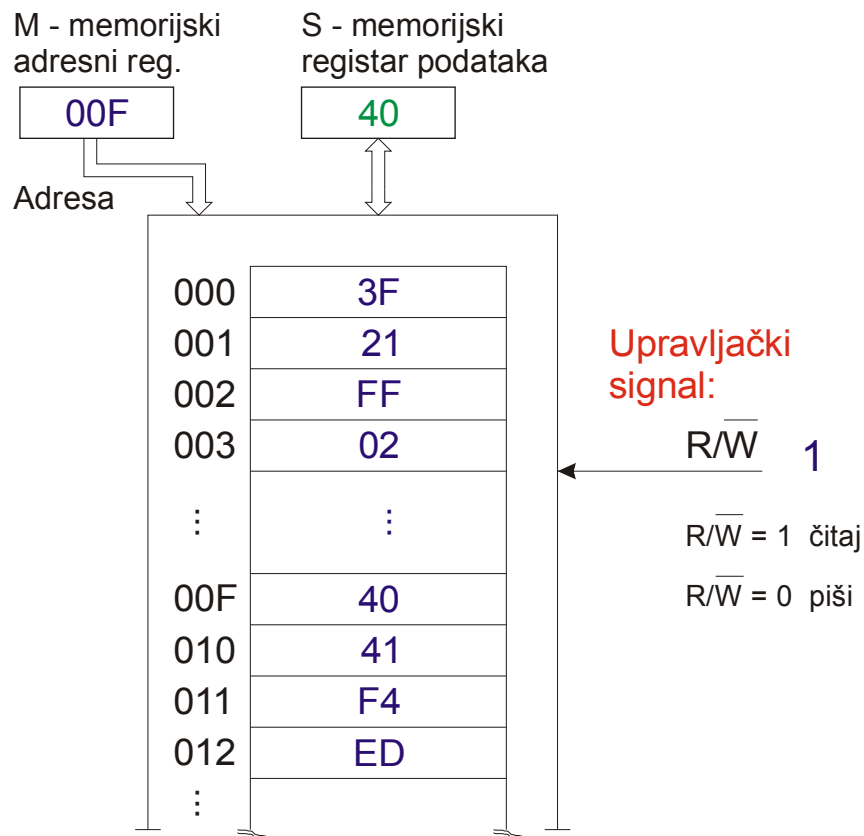 M - memorijski
adresni reg.
S - memorijski
registar podataka
00F
40
Adresa
000 3F
001 21
002 FF
003 02
⋮ ⋮
00F 40
010 41
011 F4
012 ED
⋮
Upravljački
signal:
R/W̅ 1
R/W̅ = 1 čitaj
R/W̅ = 0 piši